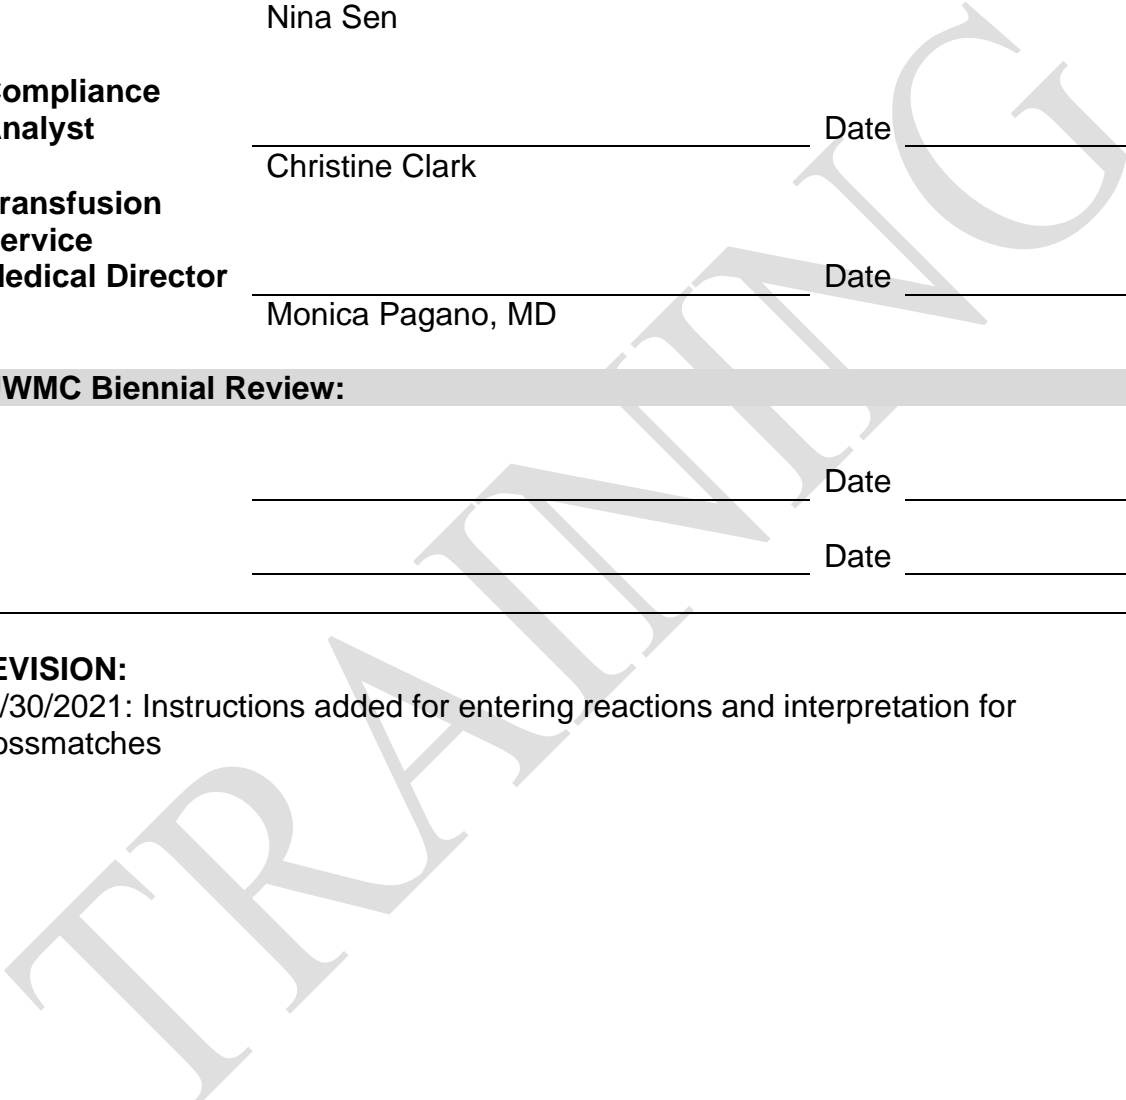 Nina Sen
ompliance
nalyst Date
Christine Clark
ransfusion
ervice
edical Director Date
Monica Pagano, MD
WMC Biennial Review:
Date
Date
EVISION:
/30/2021: Instructions added for entering reactions and interpretation for
ossmatches
TRAINING